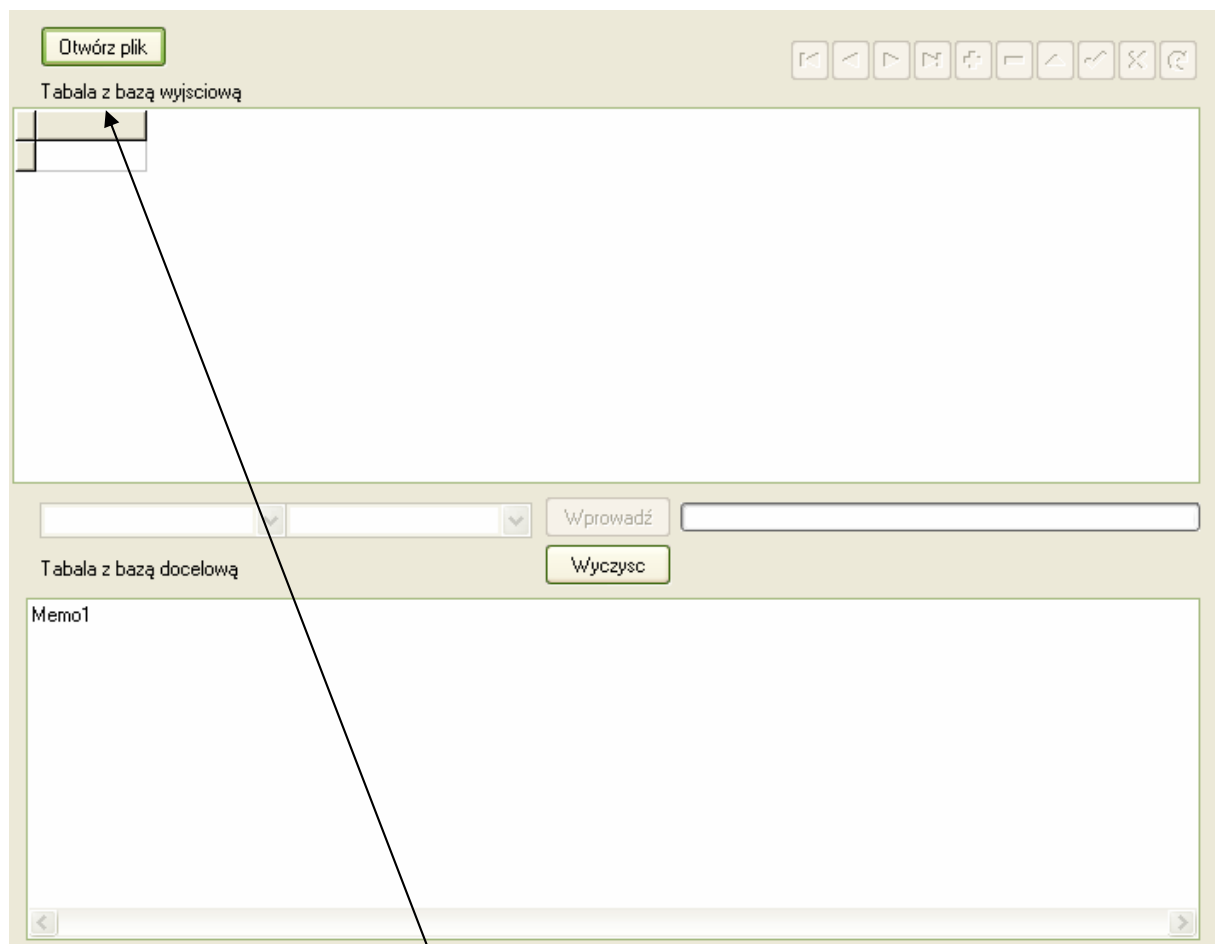 Otwórz plik
Tabala z bazą wyjsciową
Wprowadź
Tabala z bazą docelową
Wyczysc
Memo1